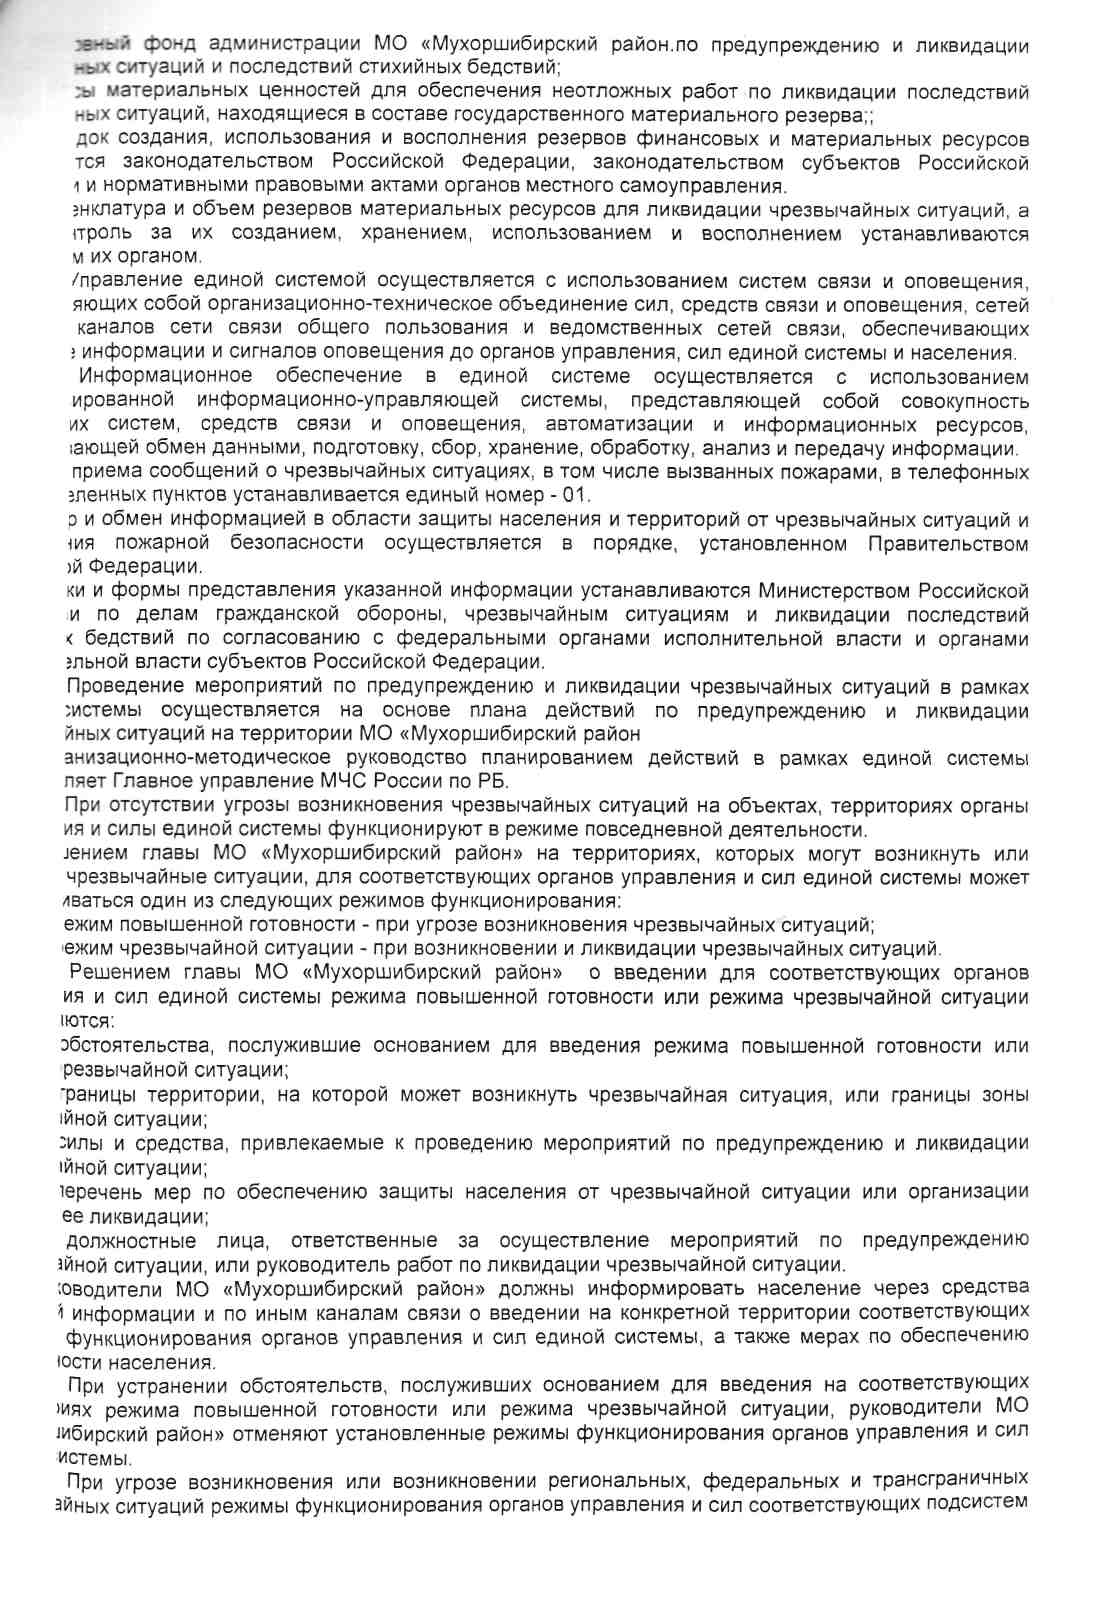 фонд администрации МО «Мухоршибирский район.по предупреждению и ликвидации
ных ситуаций и последствий стихийных бедствий;
ы материальных ценностей для обеспечения неотложных работ по ликвидации последствий
ных ситуаций, находящиеся в составе государственного материального резерва;;
док создания, использования и восполнения резервов финансовых и материальных ресурсов
тся законодательством Российской Федерации, законодательством субъектов Российской
и и нормативными правовыми актами органов местного самоуправления.
енклатура и объем резервов материальных ресурсов для ликвидации чрезвычайных ситуаций, а
троль за их созданием, хранением, использованием и восполнением устанавливаются
м их органом.
Управление единой системой осуществляется с использованием систем связи и оповещения,
яющих собой организационно-техническое объединение сил, средств связи и оповещения, сетей
каналов сети связи общего пользования и ведомственных сетей связи, обеспечивающих
е информации и сигналов оповещения до органов управления, сил единой системы и населения.
Информационное обеспечение в единой системе осуществляется с использованием
ированной информационно-управляющей системы, представляющей собой совокупность
их систем, средств связи и оповещения, автоматизации и информационных ресурсов,
ающей обмен данными, подготовку, сбор, хранение, обработку, анализ и передачу информации.
приема сообщений о чрезвычайных ситуациях, в том числе вызванных пожарами, в телефонных
еленных пунктов устанавливается единый номер - 01.
р и обмен информацией в области защиты населения и территорий от чрезвычайных ситуаций и
ния пожарной безопасности осуществляется в порядке, установленном Правительством
ой Федерации.
ки и формы представления указанной информации устанавливаются Министерством Российской
и по делам гражданской обороны, чрезвычайным ситуациям и ликвидации последствий
х бедствий по согласованию с федеральными органами исполнительной власти и органами
ельной власти субъектов Российской Федерации.
Проведение мероприятий по предупреждению и ликвидации чрезвычайных ситуаций в рамках
системы осуществляется на основе плана действий по предупреждению и ликвидации
йных ситуаций на территории МО «Мухоршибирский район
анизационно-методическое руководство планированием действий в рамках единой системы
ляет Главное управление МЧС России по РБ.
При отсутствии угрозы возникновения чрезвычайных ситуаций на объектах, территориях органы
ия и силы единой системы функционируют в режиме повседневной деятельности.
лением главы МО «Мухоршибирский район» на территориях, которых могут возникнуть или
чрезвычайные ситуации, для соответствующих органов управления и сил единой системы может
иваться один из следующих режимов функционирования:
ежим повышенной готовности - при угрозе возникновения чрезвычайных ситуаций;
режим чрезвычайной ситуации - при возникновении и ликвидации чрезвычайных ситуаций.
Решением главы МО «Мухоршибирский район» о введении для соответствующих органов
ия и сил единой системы режима повышенной готовности или режима чрезвычайной ситуации
ются:
обстоятельства, послужившие основанием для введения режима повышенной готовности или
резвычайной ситуации;
границы территории, на которой может возникнуть чрезвычайная ситуация, или границы зоны
йной ситуации;
силы и средства, привлекаемые к проведению мероприятий по предупреждению и ликвидации
йной ситуации;
перечень мер по обеспечению защиты населения от чрезвычайной ситуации или организации
ее ликвидации;
должностные лица, ответственные за осуществление мероприятий по предупреждению
айной ситуации, или руководитель работ по ликвидации чрезвычайной ситуации.
оводители МО «Мухоршибирский район» должны информировать население через средства
й информации и по иным каналам связи о введении на конкретной территории соответствующих
функционирования органов управления и сил единой системы, а также мерах по обеспечению
ности населения.
При устранении обстоятельств, послуживших основанием для введения на соответствующих
иях режима повышенной готовности или режима чрезвычайной ситуации, руководители МО
шибирский район» отменяют установленные режимы функционирования органов управления и сил
истемы.
При угрозе возникновения или возникновении региональных, федеральных и трансграничных
айных ситуаций режимы функционирования органов управления и сил соответствующих подсистем